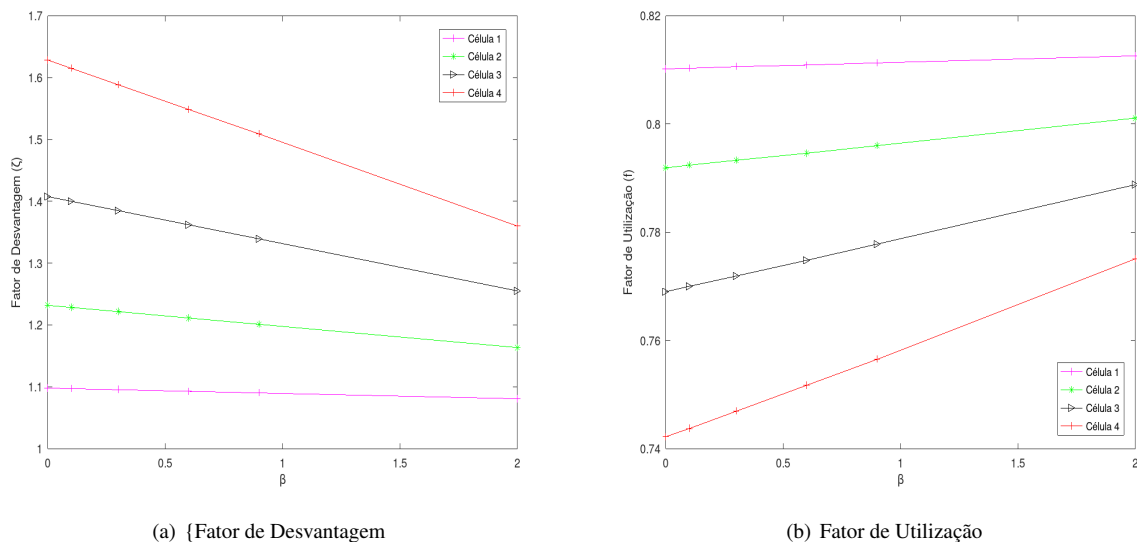 1.7
1.6
1.5
1.4
1.3
1.2
1.1
1
Fator de Desvantagem (ζ)
Célula 1
Célula 2
Célula 3
Célula 4
0
0.5
1
1.5
2
β
(a) {Fator de Desvantagem
0.82
0.8
0.78
0.76
0.74
Fator de Utilização (f)
Célula 1
Célula 2
Célula 3
Célula 4
0
0.5
1
1.5
2
β
(b) Fator de Utilização